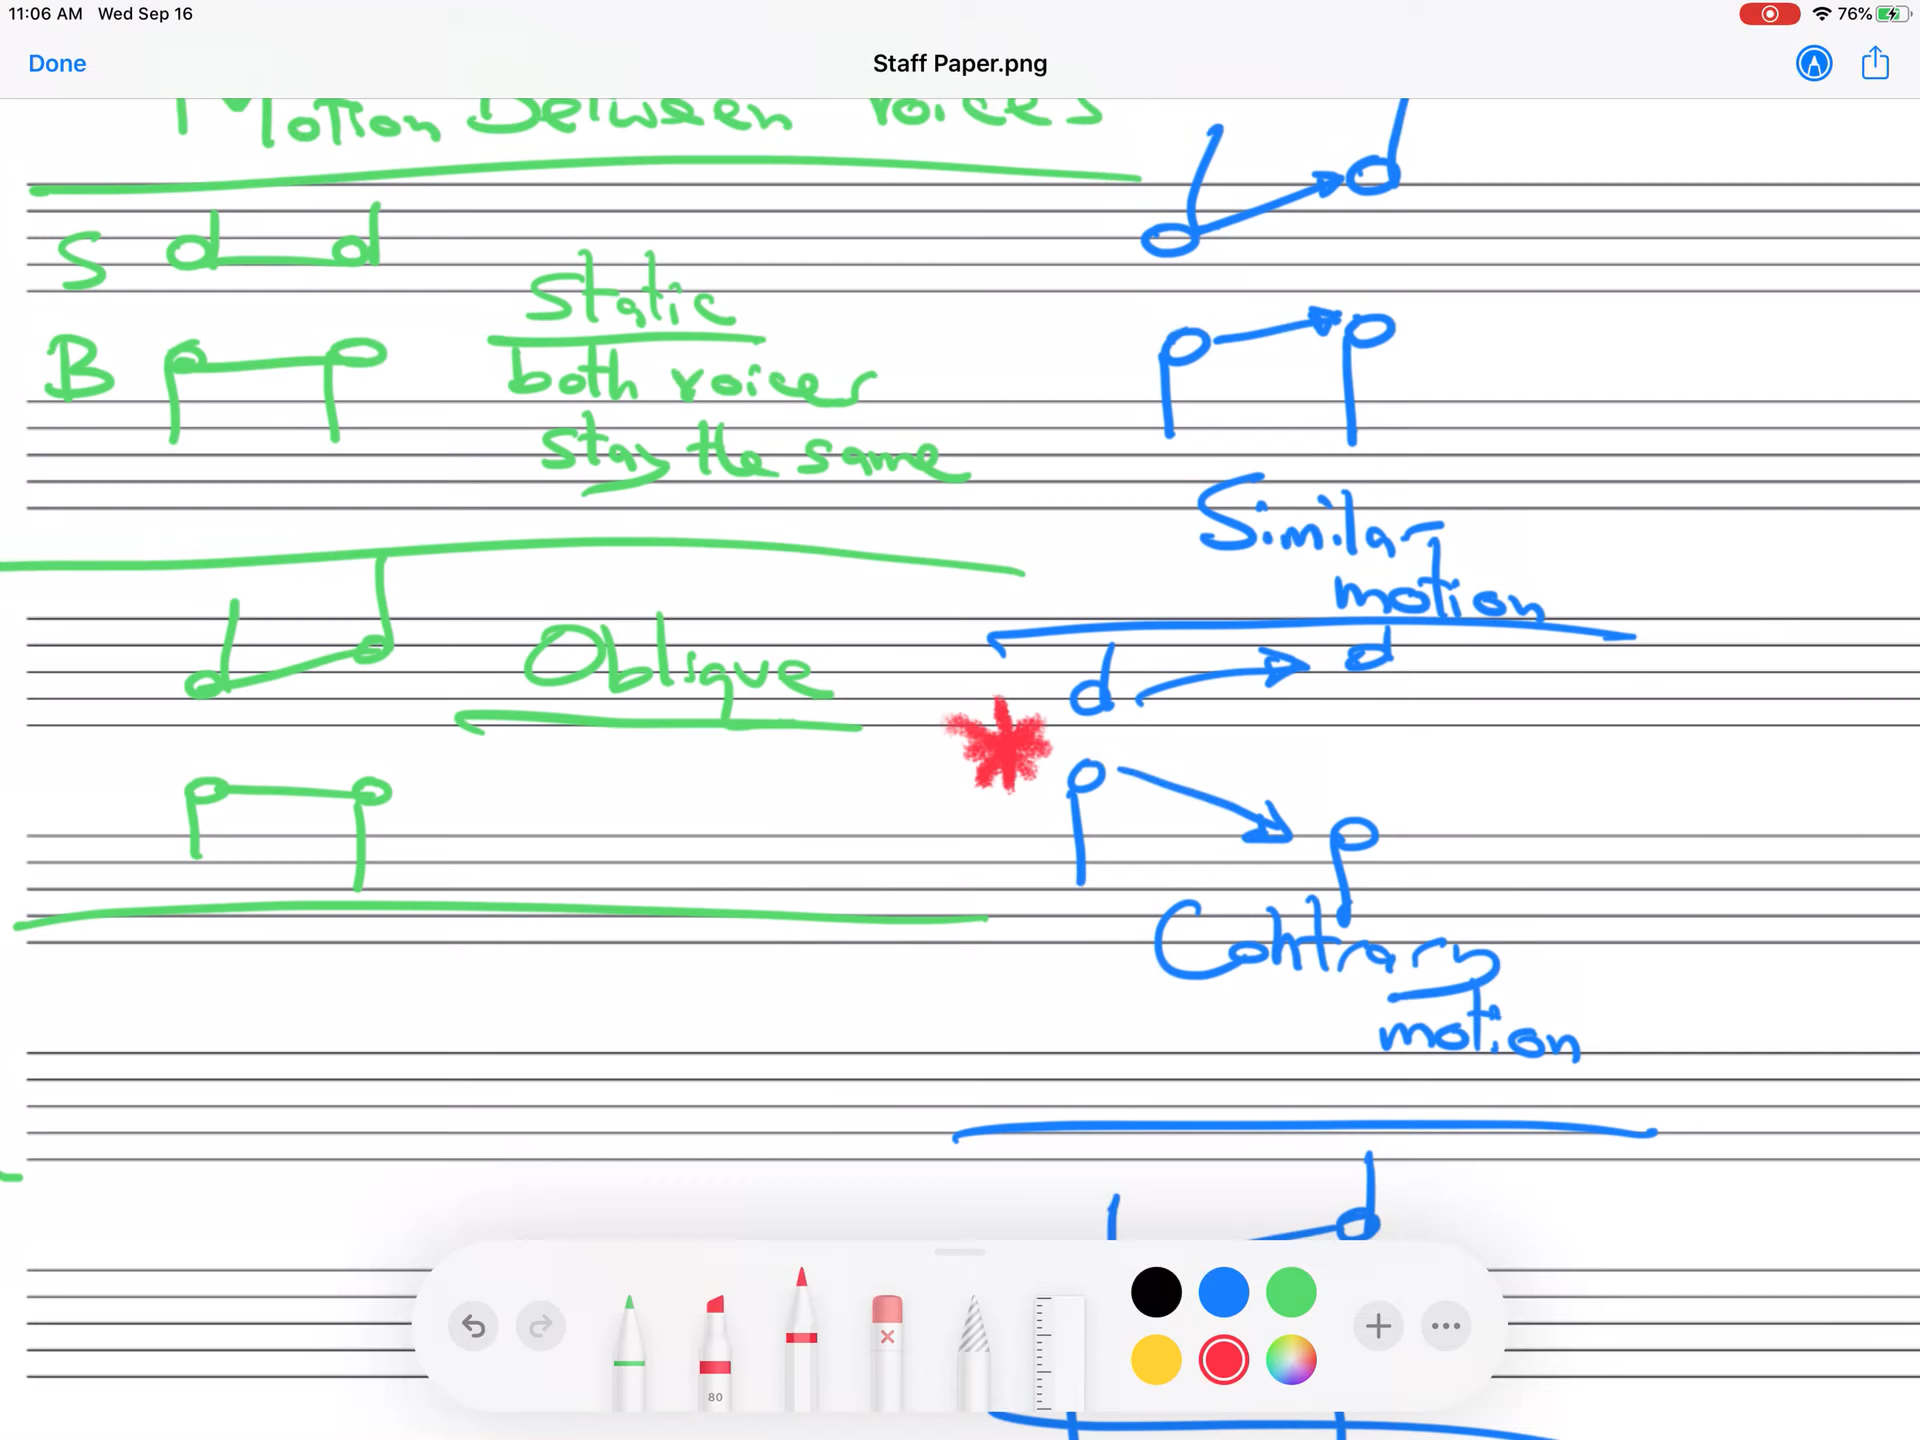 11:06 AM Wed Sep 16
76%
Done
Staff Paper.png
Motion Between Voices
S
Static
B
both voices
stay the same
Similar
motion
Oblique
Contrary
motion
80